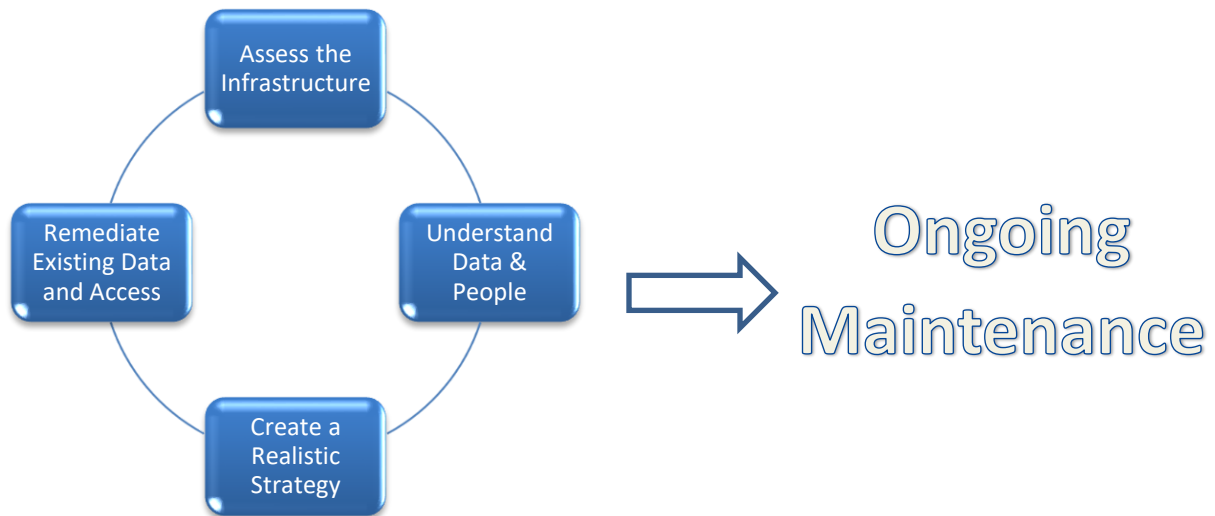 Assess the
Infrastructure
Understand
Data &
People
Create a
Realistic
Strategy
Remediate
Existing Data
and Access
Ongoing
Maintenance